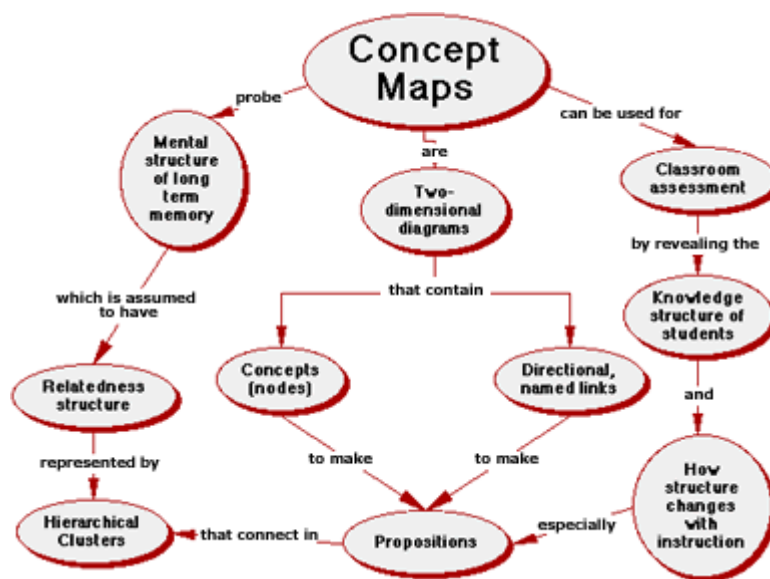 Concept
Maps
probe
can be used for
Mental
structure
of long
term
memory
are
Classroom
assessment
Two-
dimensional
diagrams
by revealing the
which is assumed
to have
that contain
Knowledge
structure of
students
Relatedness
structure
Concepts
(nodes)
Directional,
named links
and
represented by
to make
to make
How
structure
changes
with
instruction
Hierarchical
Clusters
that connect in
Propositions
especially